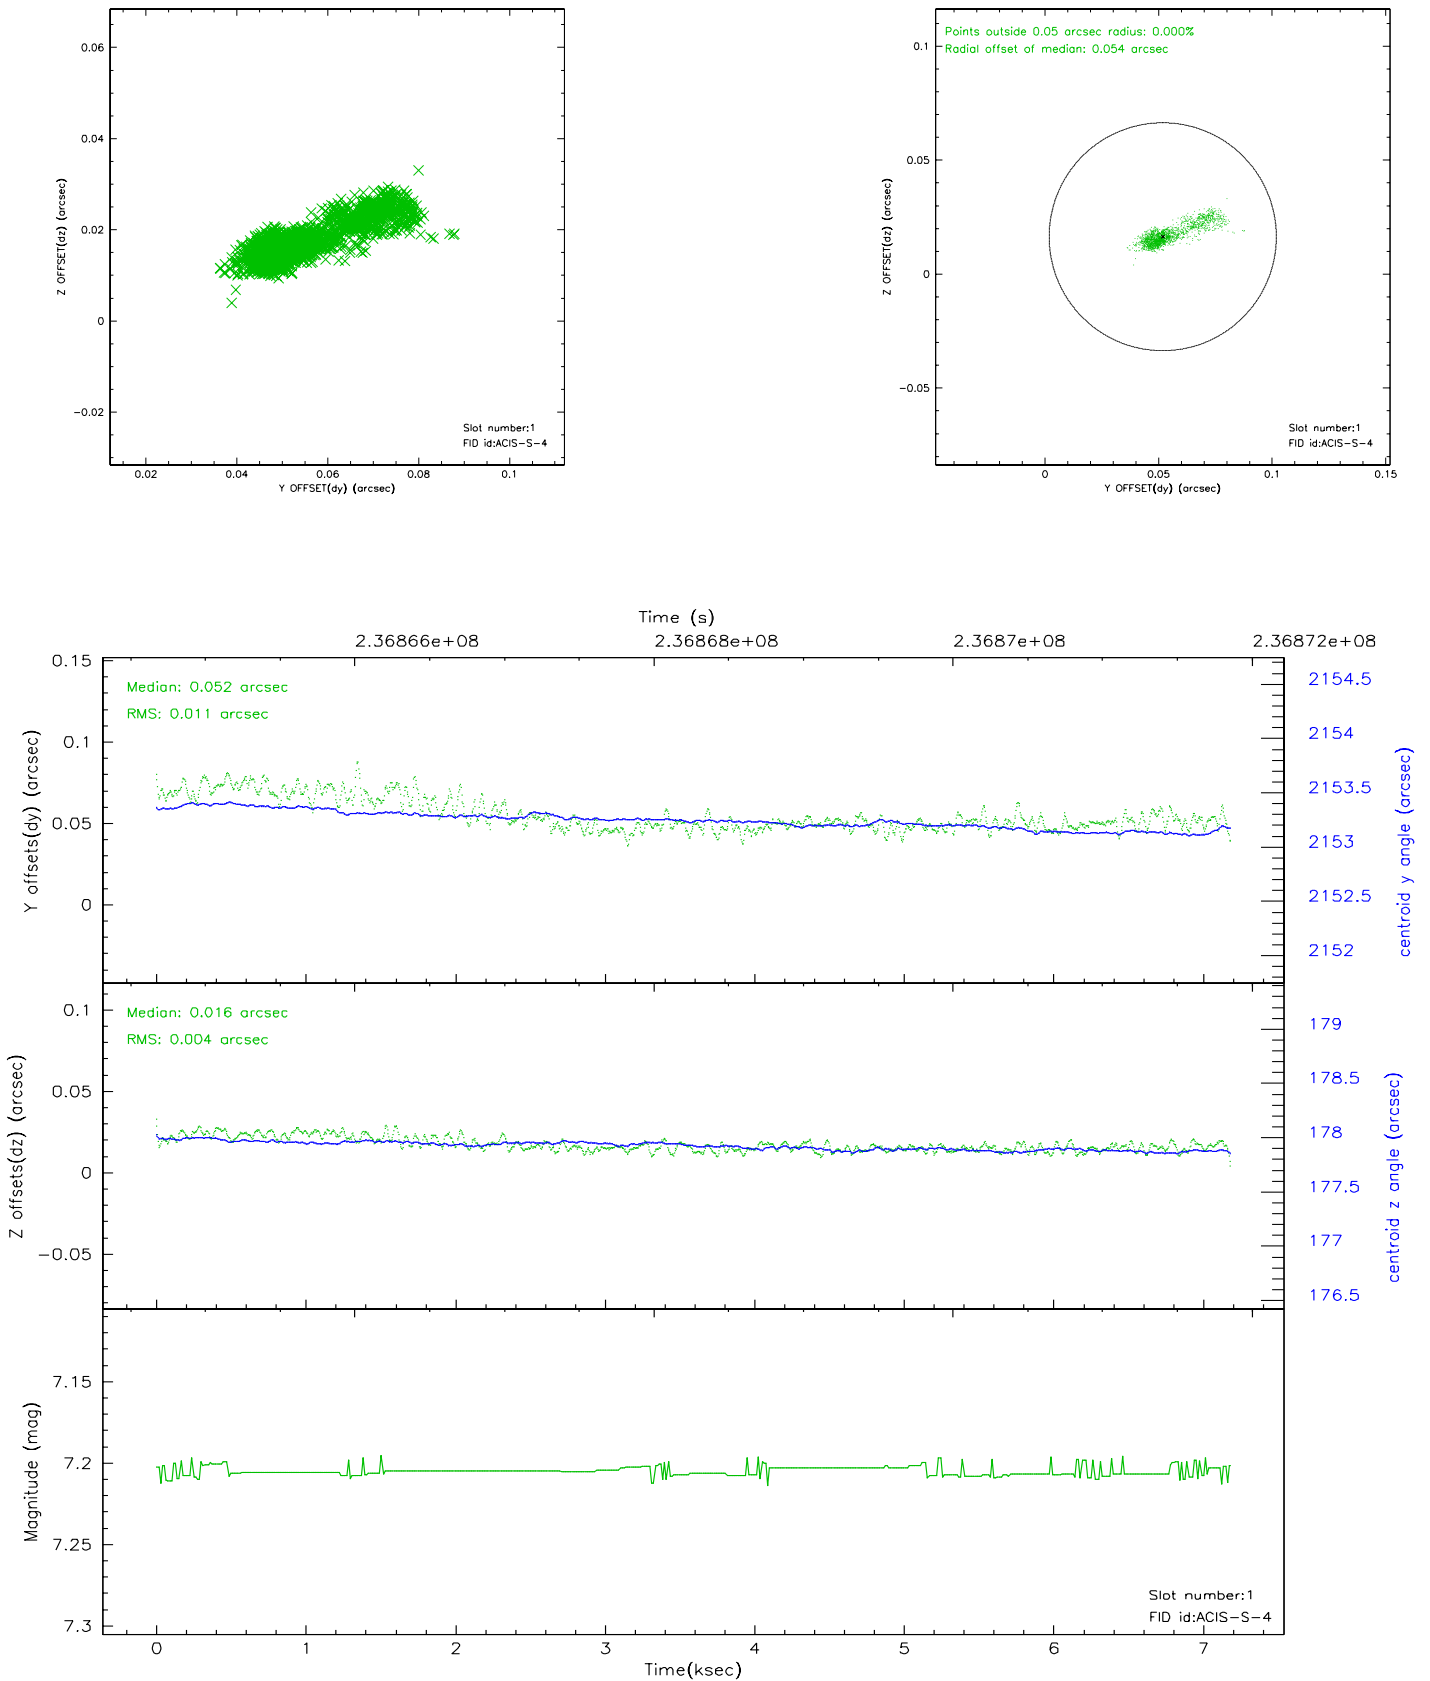 0.06
0.04
0.02
0
−0.02
Z OFFSET(dz) (arcsec)
Slot number:1
FID id:ACIS−S−4
0.02 0.04 0.06 0.08 0.1
Y OFFSET(dy) (arcsec)
Points outside 0.05 arcsec radius: 0.000%
Radial offset of median: 0.054 arcsec
0.1
0.05
0
−0.05
Z OFFSET(dz) (arcsec)
Slot number:1
FID id:ACIS−S−4
0 0.05 0.1 0.15
Y OFFSET(dy) (arcsec)
Time (s)
2.36866e+08 2.36868e+08 2.3687e+08 2.36872e+08
Median: 0.052 arcsec
RMS: 0.011 arcsec
0.15
0.1
0.05
0
Y offsets(dy) (arcsec)
2154.5
2154
2153.5
2153
2152.5
2152
centroid y angle (arcsec)
Median: 0.016 arcsec
RMS: 0.004 arcsec
0.1
0.05
0
−0.05
Z offsets(dz) (arcsec)
179
178.5
178
177.5
177
176.5
centroid z angle (arcsec)
7.15
7.2
7.25
7.3
Magnitude (mag)
Slot number:1
FID id:ACIS−S−4
0 1 2 3 4 5 6 7
Time(ksec)